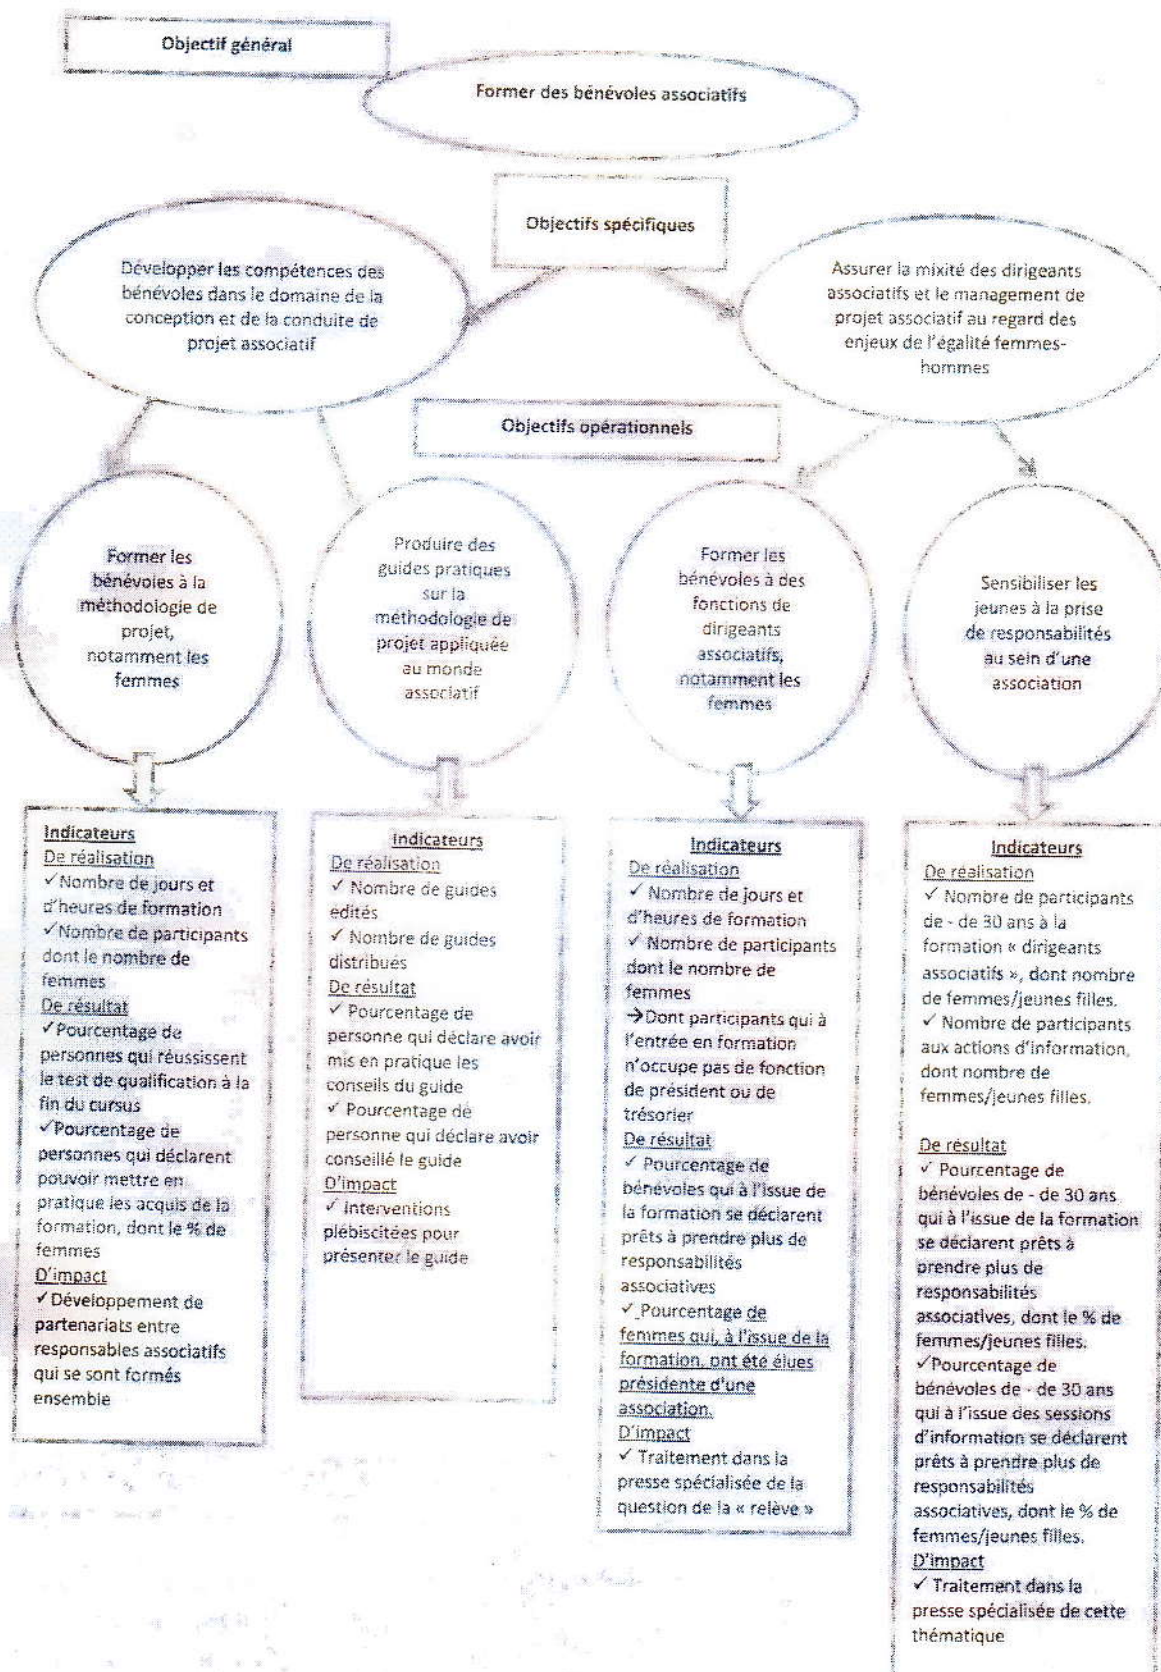 Objectif général
Former des bénévoles associatifs
Objectifs spécifiques
Développer les compétences des
bénévoles dans le domaine de la
conception et de la conduite de
projet associatif
Assurer la mixité des dirigeants
associatifs et le management de
projet associatif au regard des
enjeux de l'égalité femmes-
hommes
Objectifs opérationnels
Former les
bénévoles à la
méthodologie de
projet,
notamment les
femmes
Produire des
guides pratiques
sur la
méthodologie de
projet appliquée
au monde
associatif
Former les
bénévoles à des
fonctions de
dirigeants
associatifs,
notamment les
femmes
Sensibiliser les
jeunes à la prise
de responsabilités
au sein d'une
association
Indicateurs
De réalisation
✓Nombre de jours et
d'heures de formation
✓Nombre de participants
dont le nombre de
femmes
De résultat
✓Pourcentage de
personnes qui réussissent
le test de qualification à la
fin du cursus
✓Pourcentage de
personnes qui déclarent
pouvoir mettre en
pratique les acquis de la
formation, dont le % de
femmes
D'impact
✓Développement de
partenariats entre
responsables associatifs
qui se sont formés
ensemble
Indicateurs
De réalisation
✓ Nombre de guides
édités
✓ Nombre de guides
distribués
De résultat
✓ Pourcentage de
personne qui déclare avoir
mis en pratique les
conseils du guide
✓ Pourcentage de
personne qui déclare avoir
conseillé le guide
D'impact
✓ Interventions
plébiscitées pour
présenter le guide
Indicateurs
De réalisation
✓ Nombre de jours et
d'heures de formation
✓ Nombre de participants
dont le nombre de
femmes
→Dont participants qui à
l'entrée en formation
n'occupe pas de fonction
de président ou de
trésorier
De résultat
✓ Pourcentage de
bénévoles qui à l'issue de
la formation se déclarent
prêts à prendre plus de
responsabilités
associatives
✓ Pourcentage de
femmes qui, à l'issue de la
formation, ont été élues
présidente d'une
association.
D'impact
✓ Traitement dans la
presse spécialisée de la
question de la « relève »
Indicateurs
De réalisation
✓ Nombre de participants
de - de 30 ans à la
formation « dirigeants
associatifs », dont nombre
de femmes/jeunes filles.
✓ Nombre de participants
aux actions d'information,
dont nombre de
femmes/jeunes filles.
De résultat
✓ Pourcentage de
bénévoles de - de 30 ans
qui à l'issue de la formation
se déclarent prêts à
prendre plus de
responsabilités
associatives, dont le % de
femmes/jeunes filles.
✓Pourcentage de
bénévoles de - de 30 ans
qui à l'issue des sessions
d'information se déclarent
prêts à prendre plus de
responsabilités
associatives, dont le % de
femmes/jeunes filles.
D'impact
✓ Traitement dans la
presse spécialisée de cette
thématique